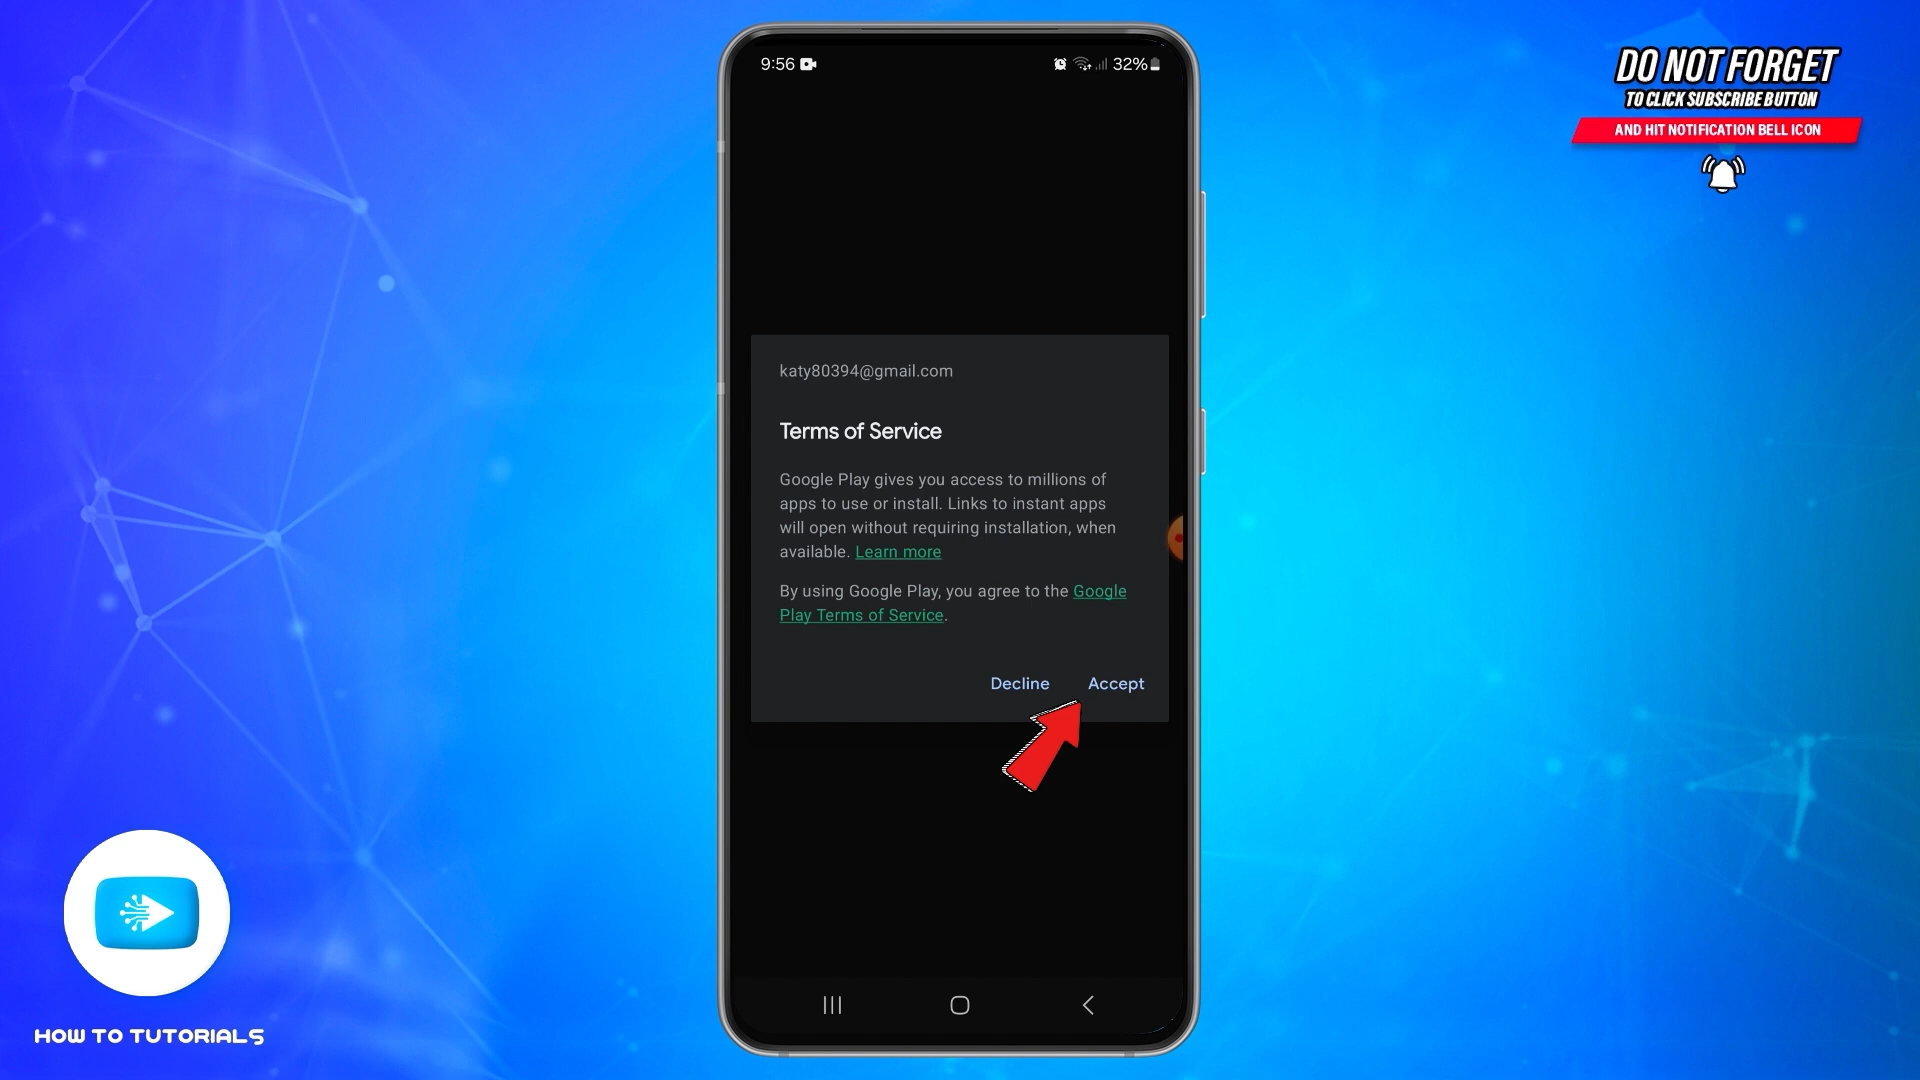 9:56
32%
katy80394@gmail.com
Terms of Service
Google Play gives you access to millions of
apps to use or install. Links to instant apps
will open without requiring installation, when
available. Learn more
By using Google Play, you agree to the Google
Play Terms of Service.
Decline Accept
DO NOT FORGET
TO CLICK SUBSCRIBE BUTTON
AND HIT NOTIFICATION BELL ICON
HOW TO TUTORIALS